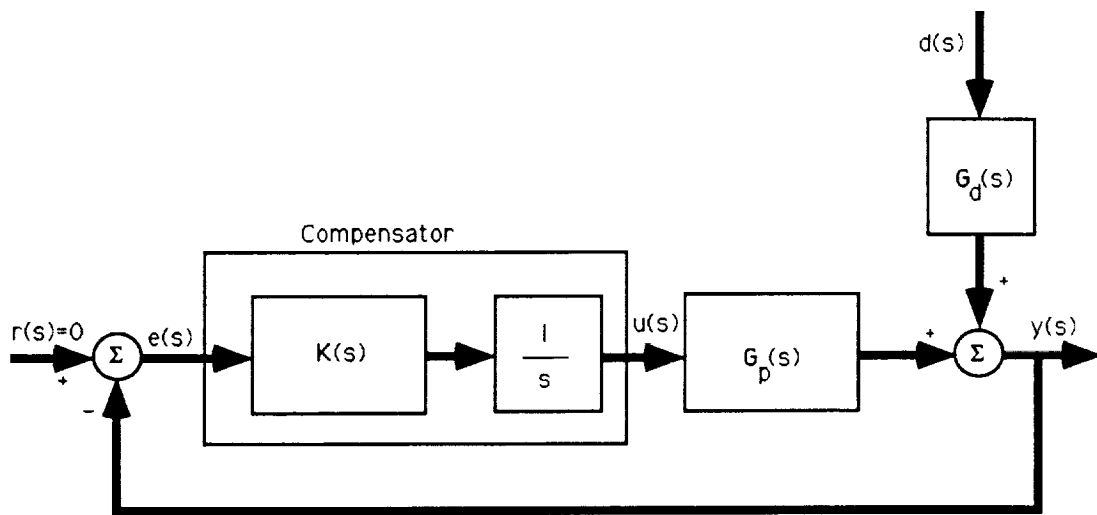 d(s)
G_d(s)
Compensator
r(s)=0
+
-
Σ
e(s)
K(s)
1
s
u(s)
G_p(s)
+
+
Σ
y(s)